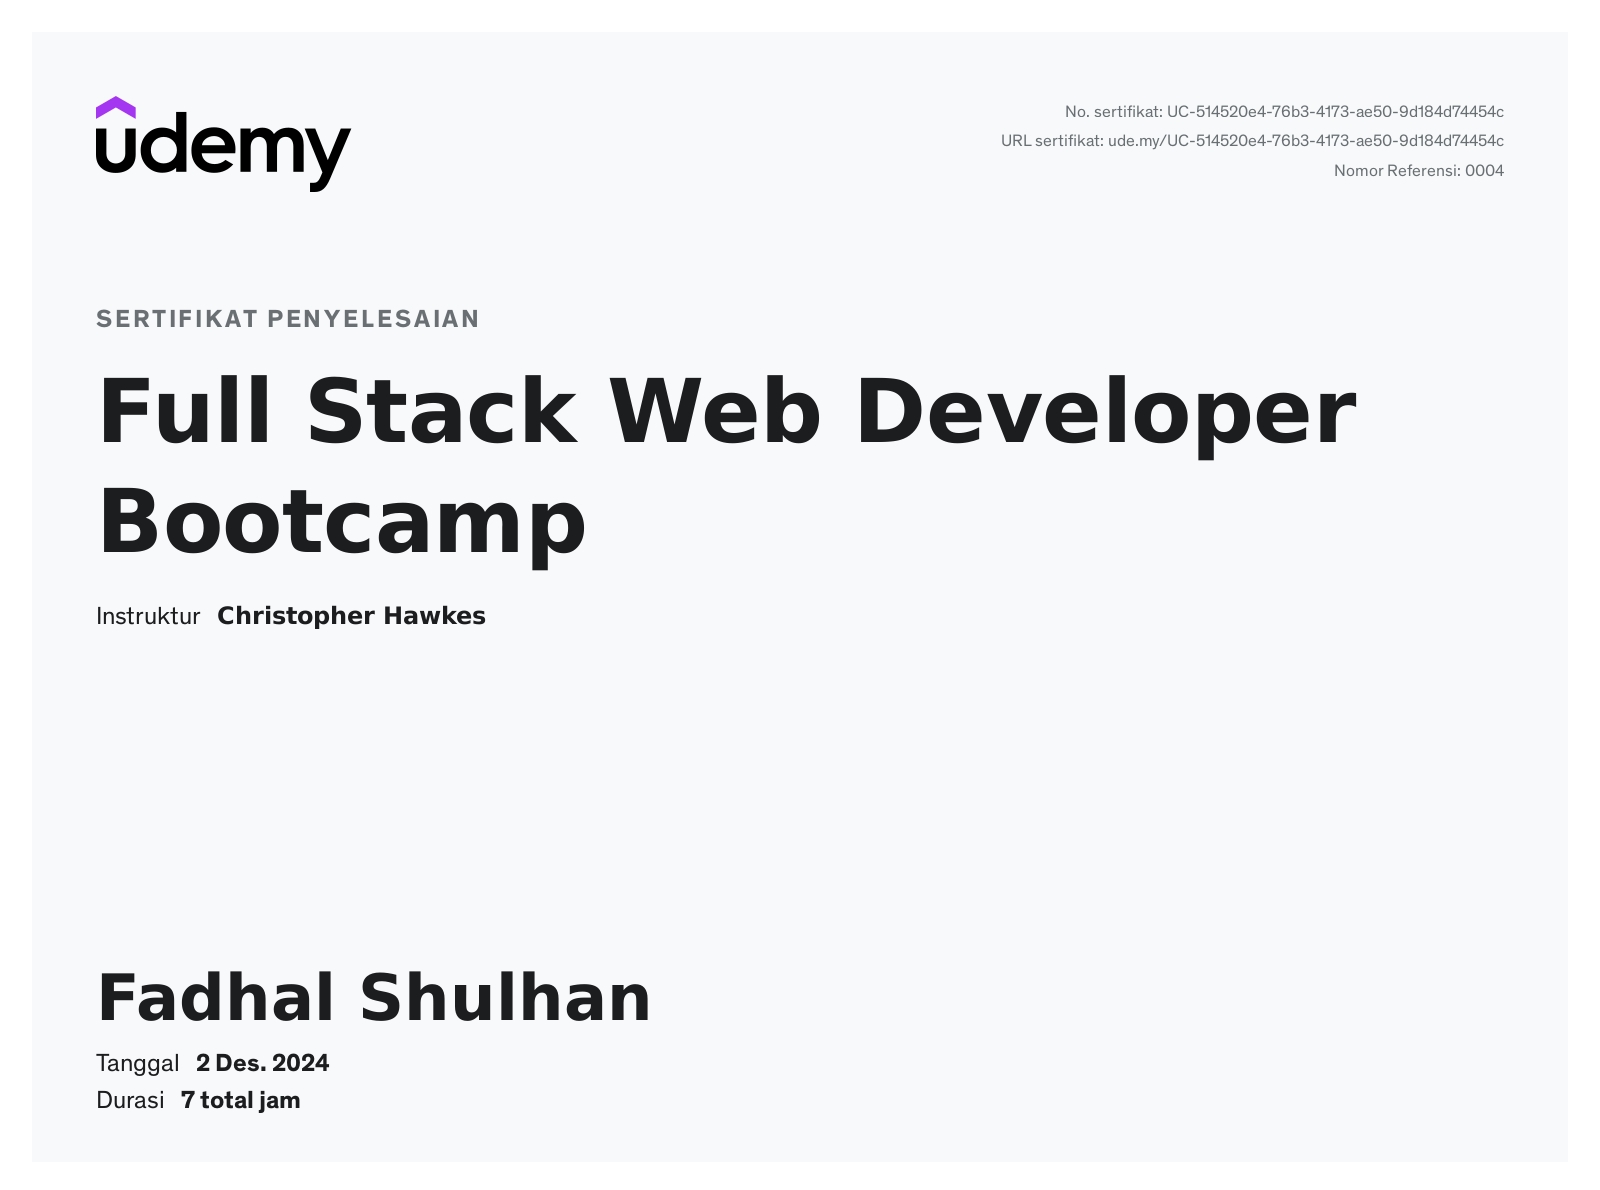 udemy
No. sertifikat: UC-514520e4-76b3-4173-ae50-9d184d74454c
URL sertifikat: ude.my/UC-514520e4-76b3-4173-ae50-9d184d74454c
Nomor Referensi: 0004
SERTIFIKAT PENYELESAIAN
Full Stack Web Developer
Bootcamp
Instruktur Christopher Hawkes
Fadhal Shulhan
Tanggal 2 Des. 2024
Durasi 7 total jam